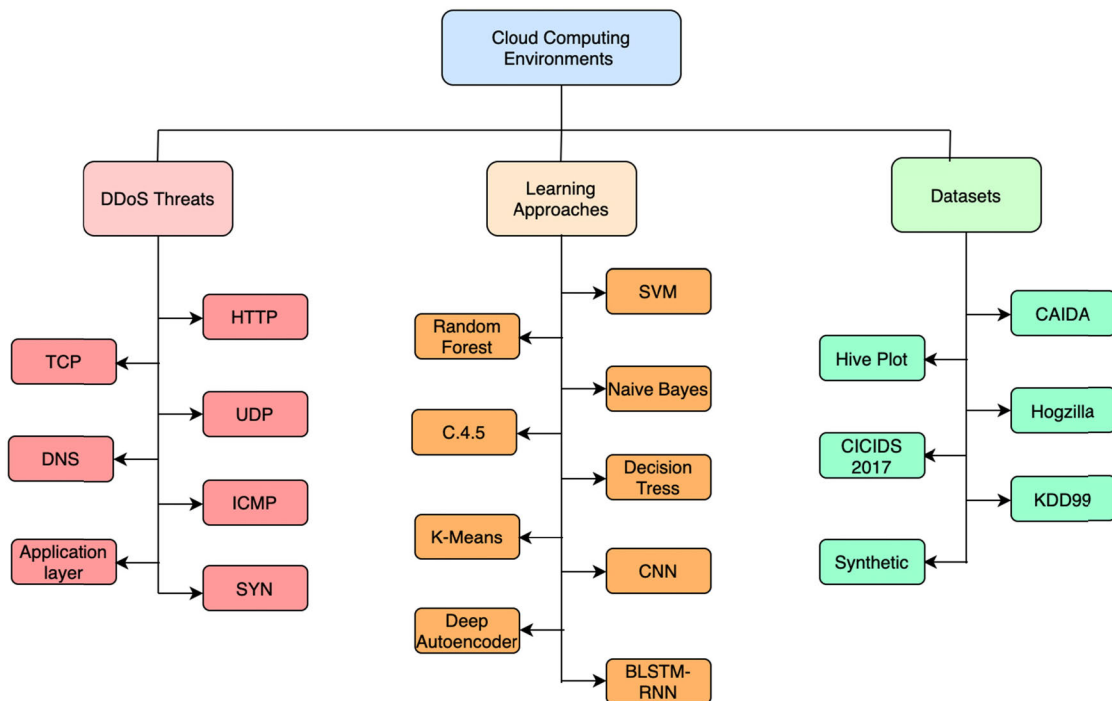 Cloud Computing
Environments
DDoS Threats
Learning
Approaches
Datasets
HTTP
TCP
UDP
DNS
ICMP
Application
layer
SYN
SVM
Random
Forest
Naive Bayes
C.4.5
Decision
Tress
K-Means
CNN
Deep
Autoencoder
BLSTM-
RNN
CAIDA
Hive Plot
Hogzilla
CICIDS
2017
KDD99
Synthetic